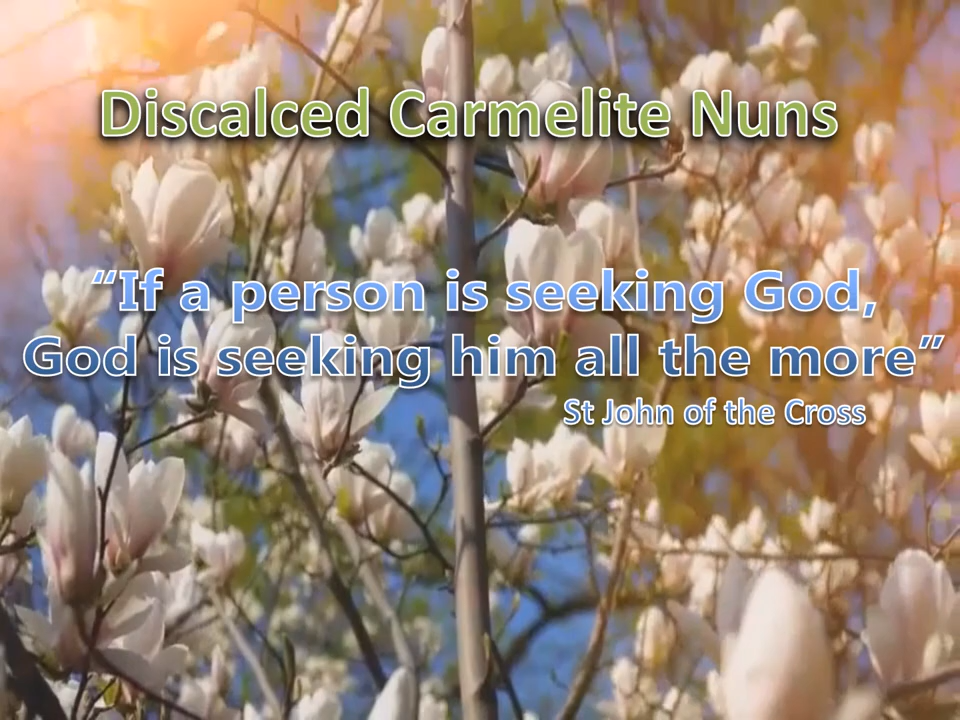 Discalced Carmelite Nuns
“If a person is seeking God,
God is seeking him all the more”
St John of the Cross